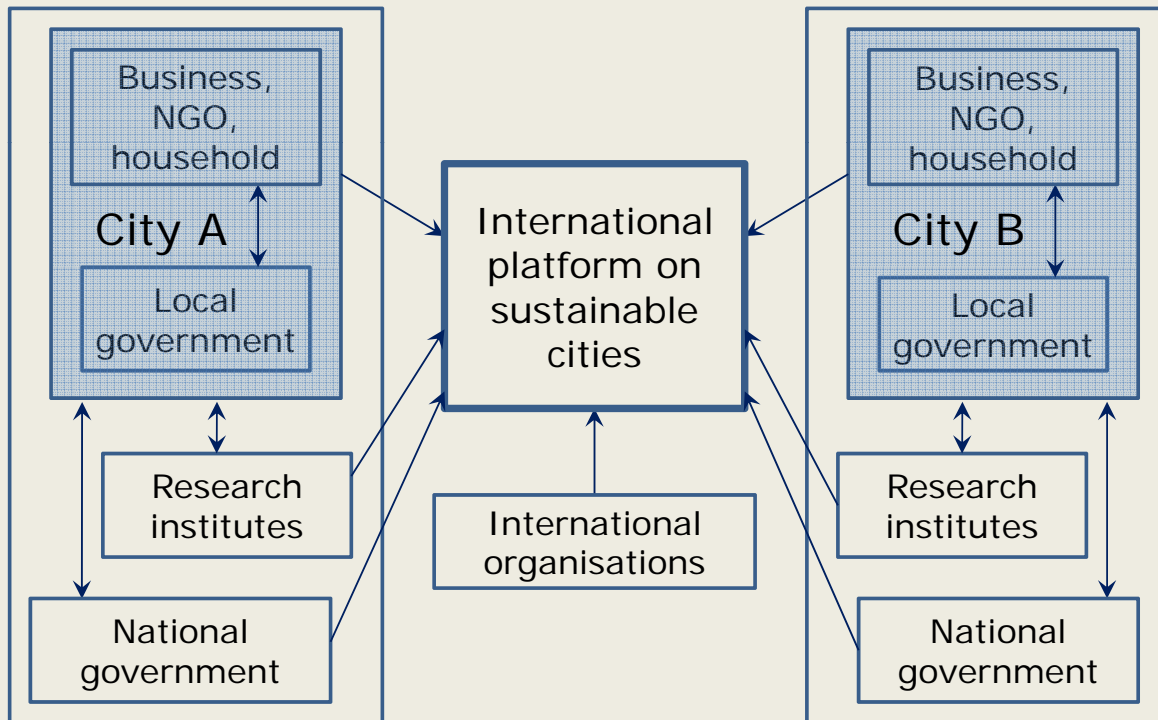 Business,
NGO,
household
City A
Local
government
Research
institutes
National
government
International
platform on
sustainable
cities
International
organisations
Business,
NGO,
household
City B
Local
government
Research
institutes
National
government